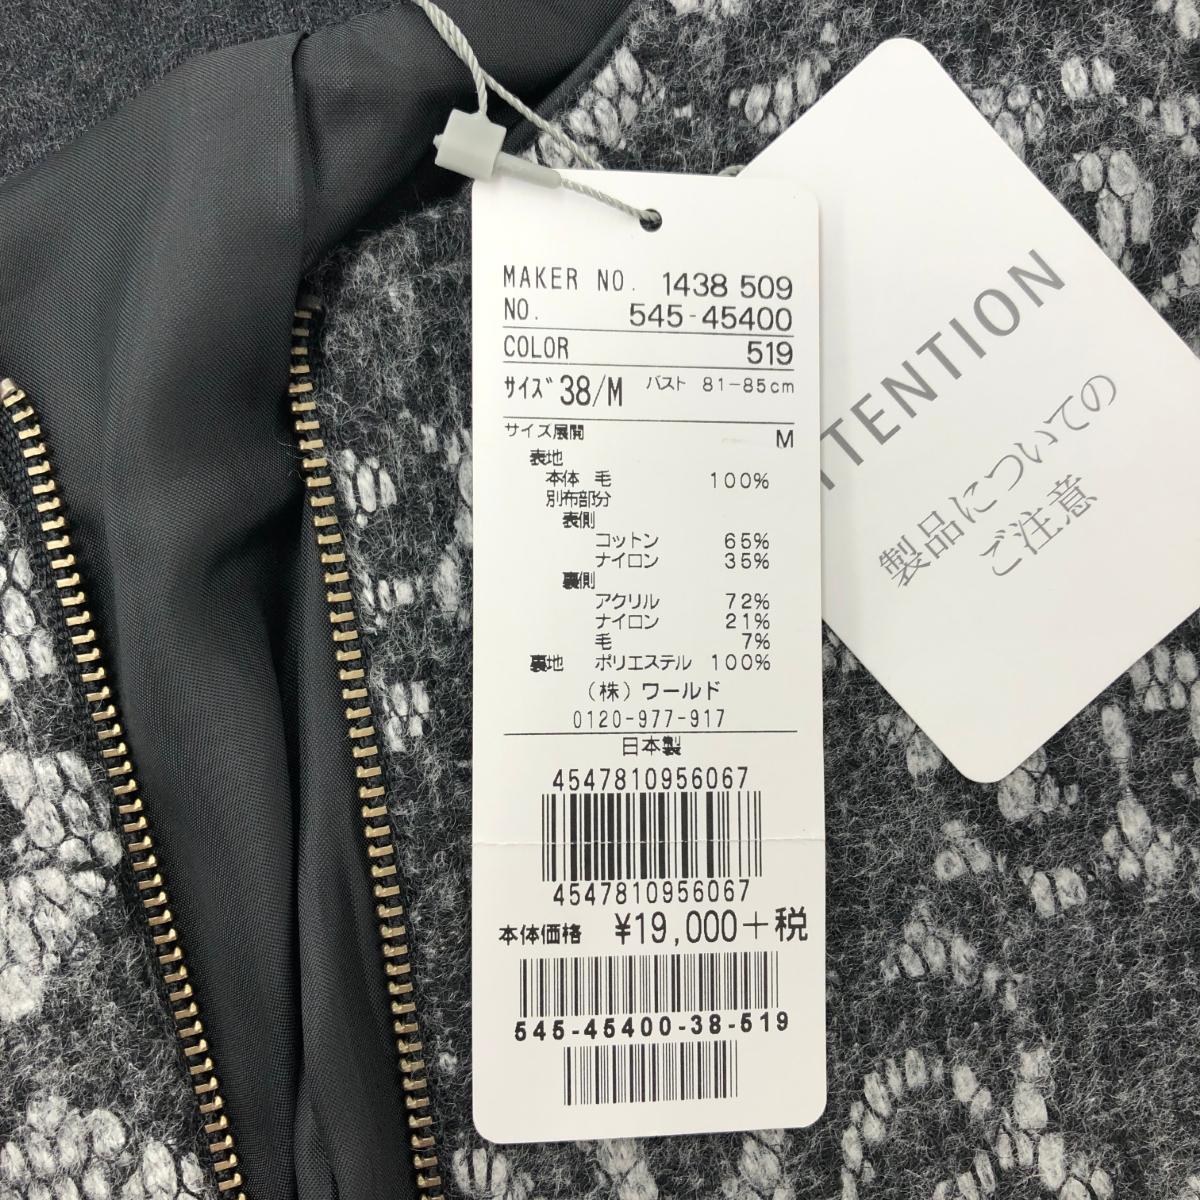 MAKER NO. 1438 509
NO. 545-45400
COLOR 519
サイズ 38/M バスト 81-85cm
サイズ展開 M
表地
本体 毛 100%
別布部分
表側
コットン 65%
ナイロン 35%
裏側
アクリル 72%
ナイロン 21%
毛 7%
裏地 ポリエステル 100%
(株)ワールド
0120-977-917
日本製
4547810956067
4547810956067
本体価格 ¥19,000+税
545-45400-38-519
TTENTION
製品についての
ご注意